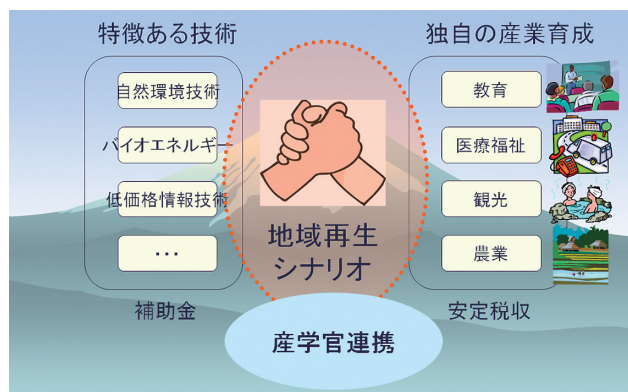 特徴ある技術
自然環境技術
バイオエネルギー
低価格情報技術
・・・
補助金
地域再生
シナリオ
産学官連携
独自の産業育成
教育
医療福祉
観光
農業
安定税収